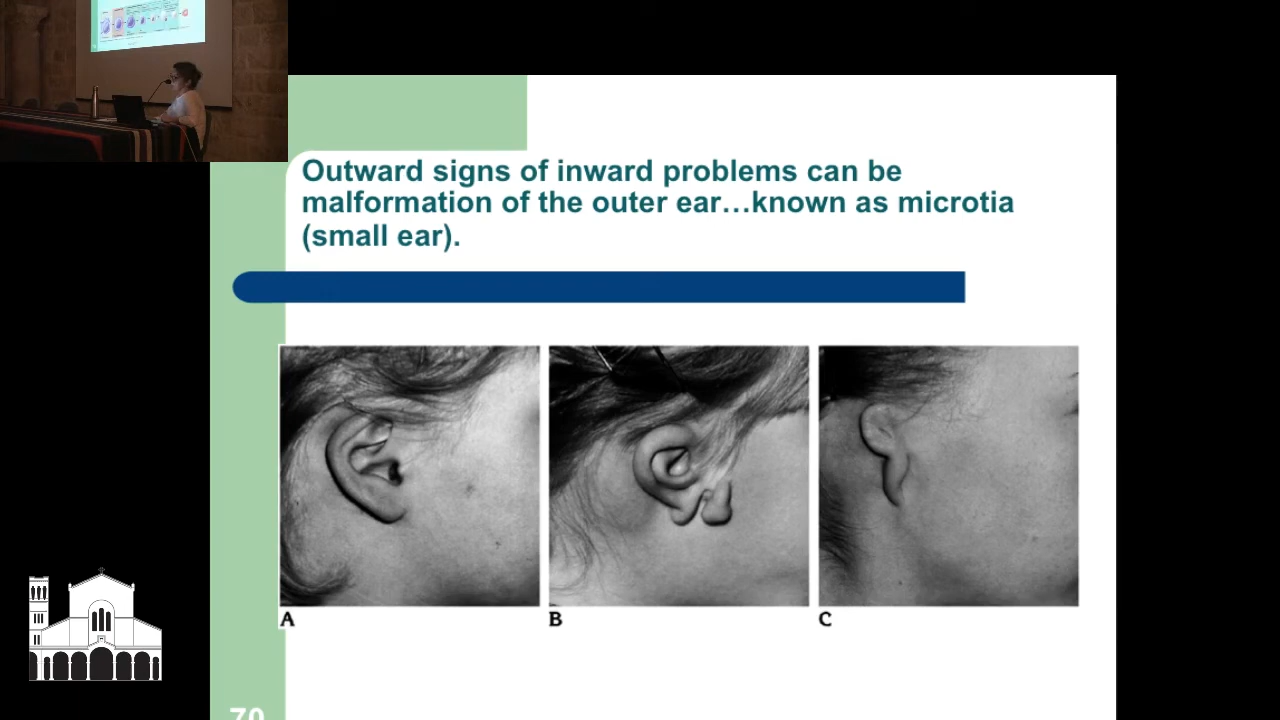 Outward signs of inward problems can be
malformation of the outer ear…known as microtia
(small ear).
A
B
C
70